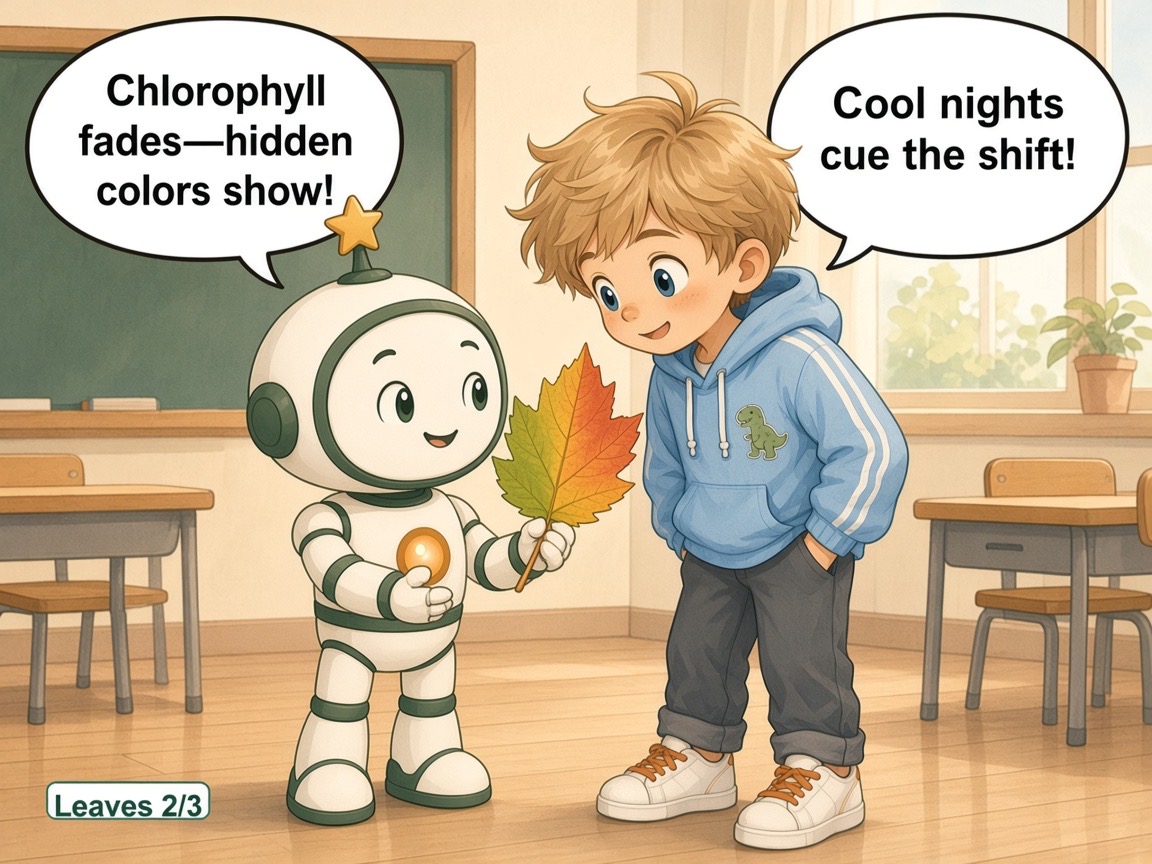 Chlorophyll
fades—hidden
colors show!
Cool nights
cue the shift!
Leaves 2/3